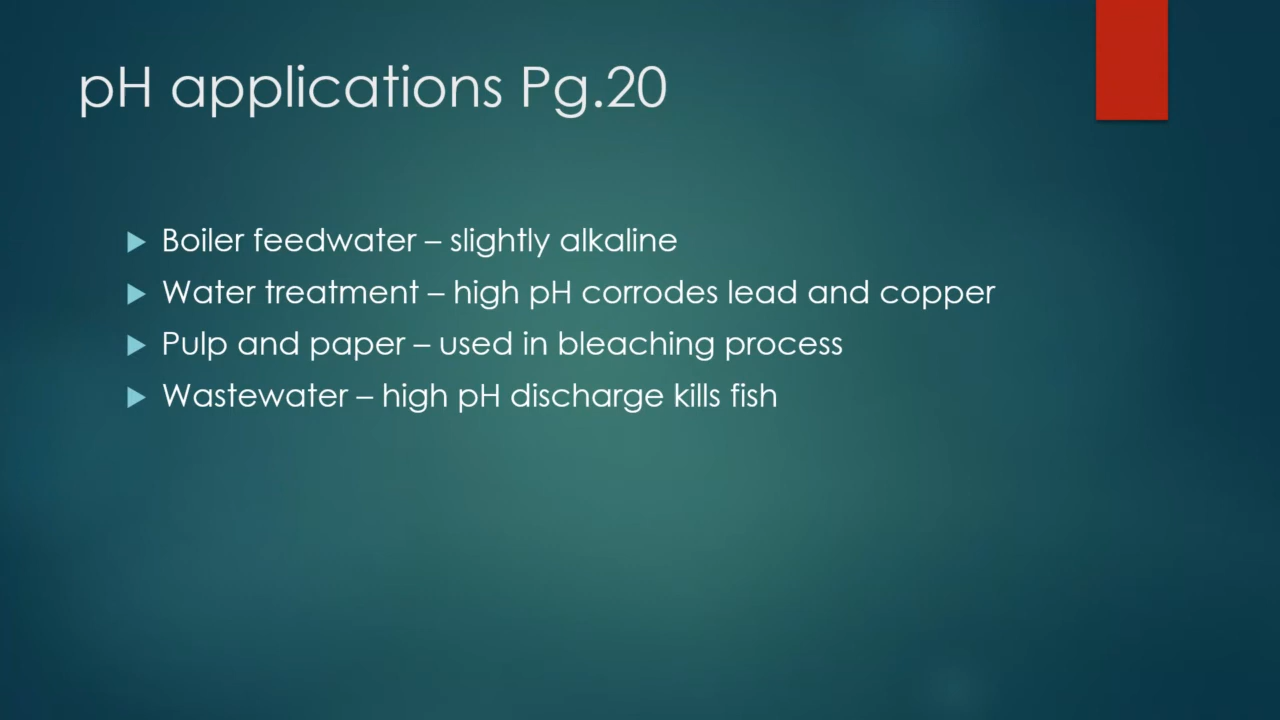 pH applications Pg.20
Boiler feedwater – slightly alkaline
Water treatment – high pH corrodes lead and copper
Pulp and paper – used in bleaching process
Wastewater – high pH discharge kills fish